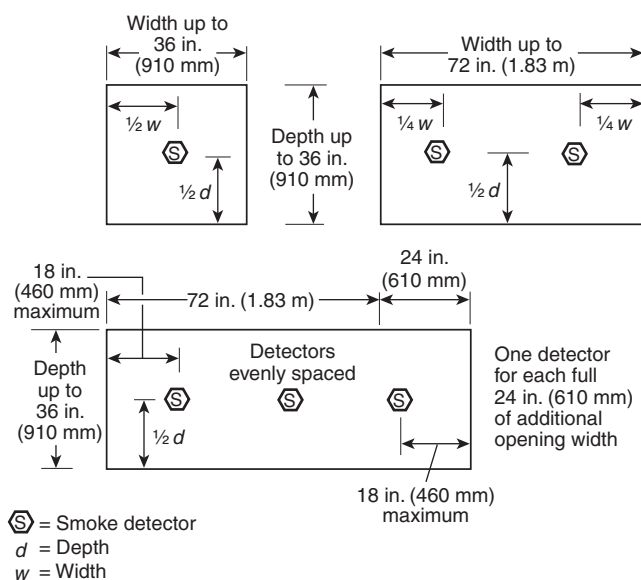 Width up to
36 in.
(910 mm)
½ w
S
½ d
Depth up
to 36 in.
(910 mm)
Width up to
72 in. (1.83 m)
¼ w
¼ w
S
S
½ d
18 in.
(460 mm)
maximum
72 in. (1.83 m)
24 in.
(610 mm)
Depth
up to
36 in.
(910 mm)
Detectors
evenly spaced
S
S
S
½ d
18 in. (460 mm)
maximum
One detector
for each full
24 in. (610 mm)
of additional
opening width
S = Smoke detector
d = Depth
w = Width